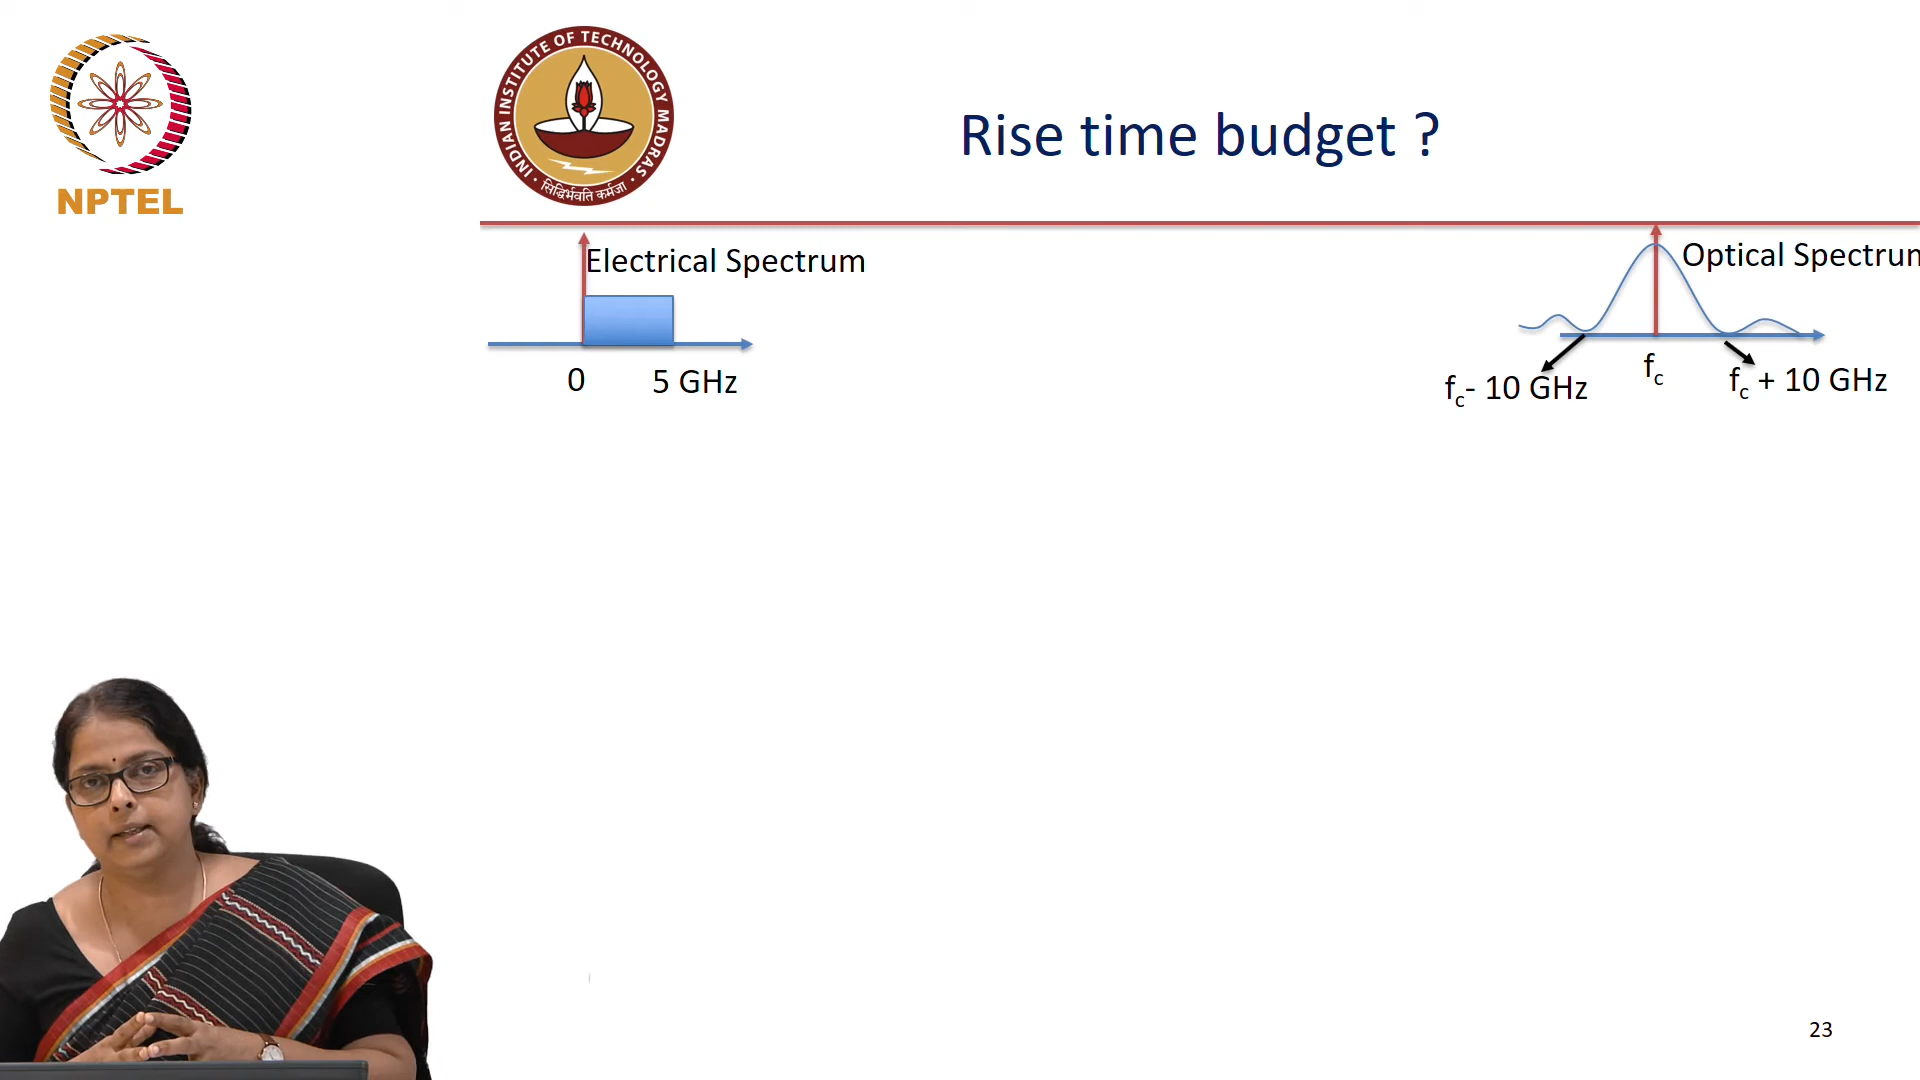 INDIAN INSTITUTE OF TECHNOLOGY MADRAS
सिद्धिर्भवति कर्मजा
NPTEL
Rise time budget ?
Electrical Spectrum
Optical Spectrum
0
5 GHz
fc- 10 GHz
fc
fc + 10 GHz
23